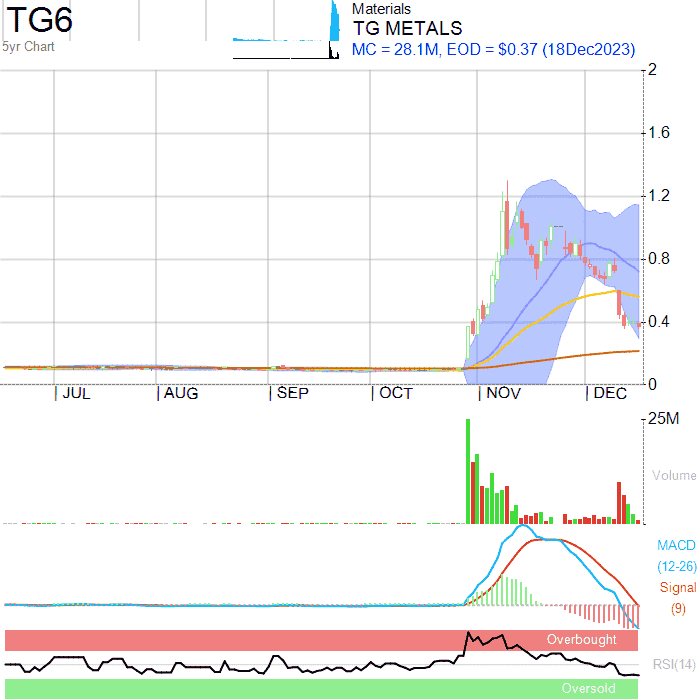 TG6
5yr Chart
Materials
TG METALS
MC = 28.1M, EOD = $0.37 (18Dec2023)
2
1.6
1.2
0.8
0.4
0
JUL AUG SEP OCT NOV DEC
25M
Volume
MACD
(12-26)
Signal
(9)
Overbought
RSI(14)
Oversold